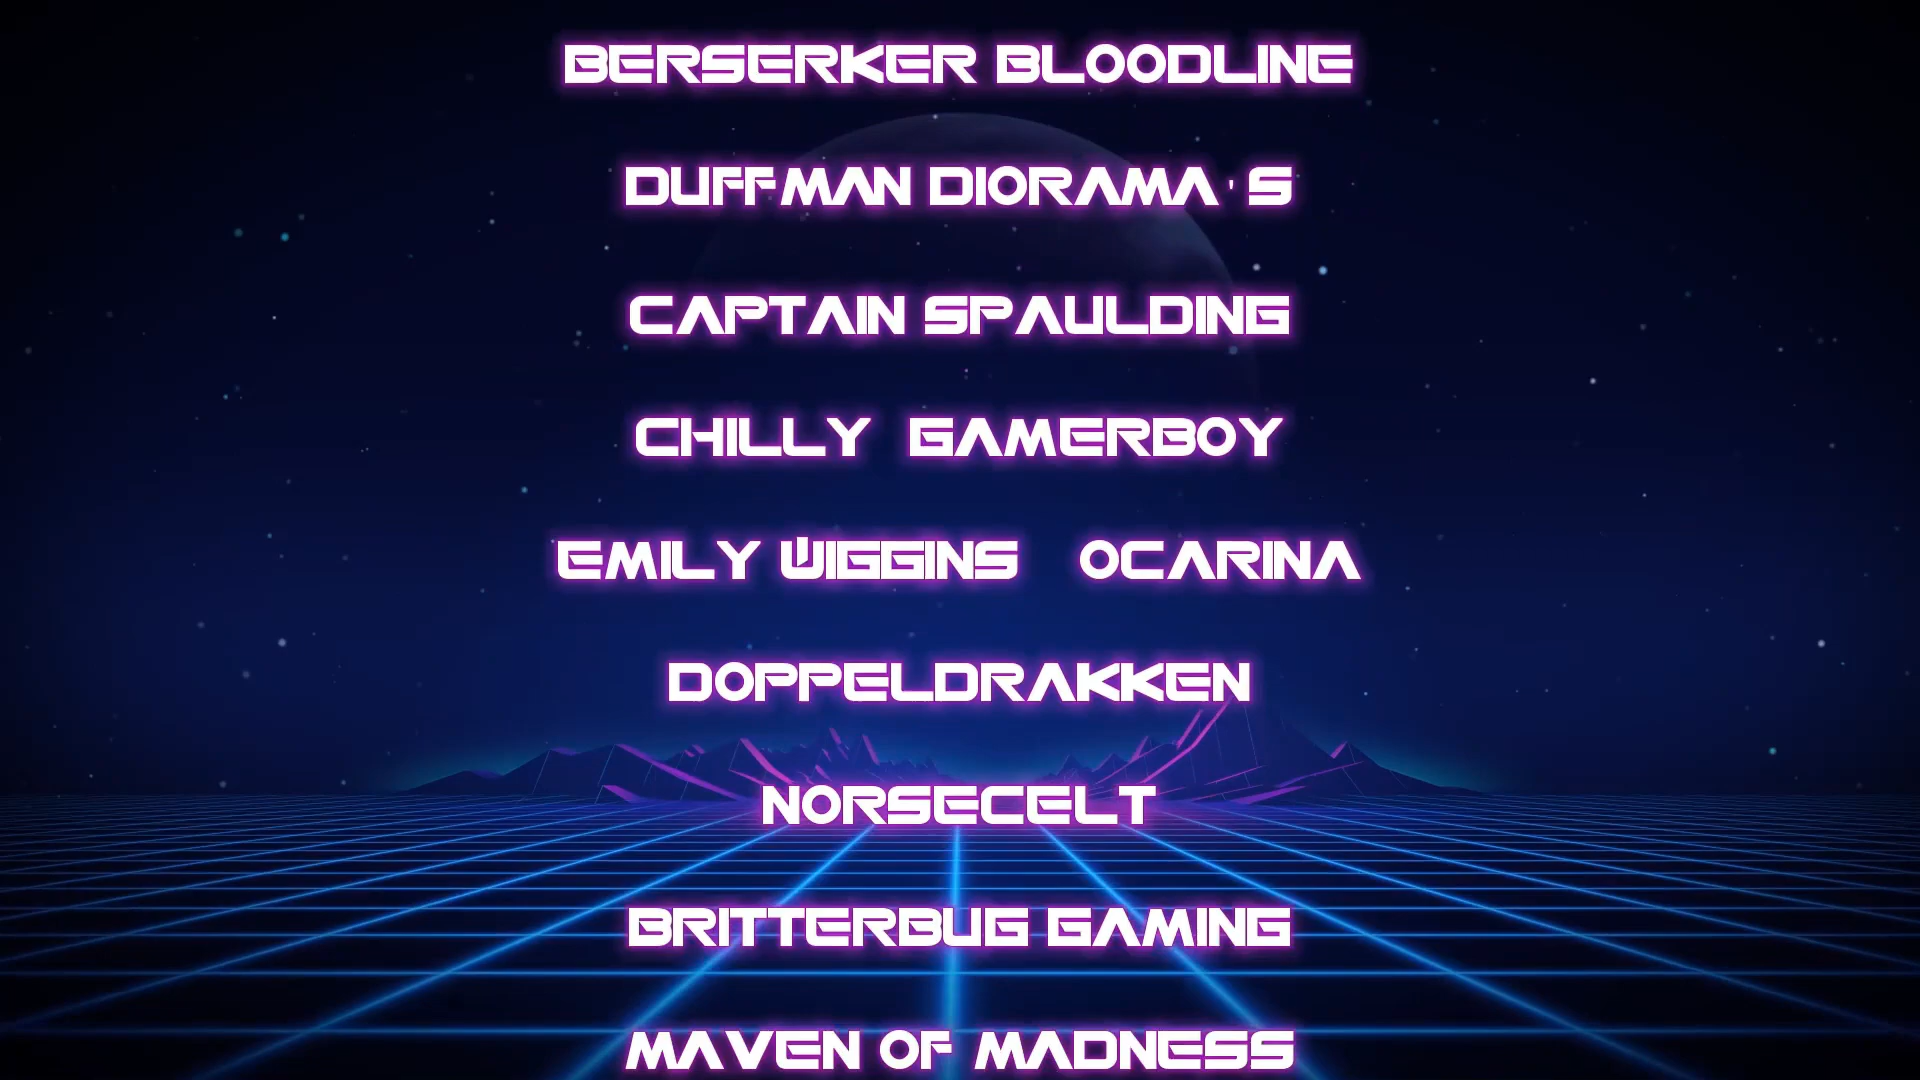 BERSERKER BLOODLINE
DUFFMAN DIORAMA'S
CAPTAIN SPAULDING
CHILLY GAMERBOY
EMILY WIGGINS OCARINA
DOPPELDRAKKEN
NORSECELT
BRITTERBUG GAMING
MAVEN OF MADNESS